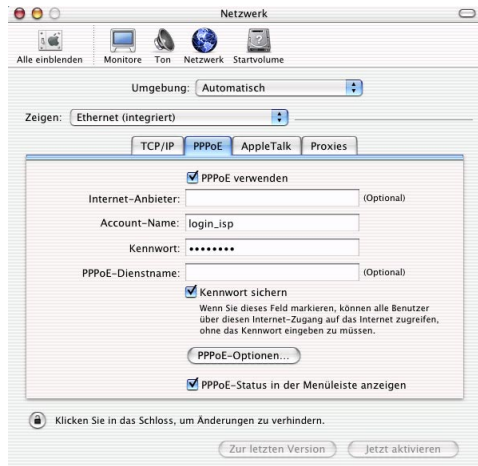 Netzwerk
Alle einblenden
Monitore
Ton
Netzwerk
Startvolume
Umgebung: Automatisch
Zeigen: Ethernet (integriert)
TCP/IP
PPPoE
AppleTalk
Proxies
PPPoE verwenden
Internet-Anbieter: (Optional)
Account-Name: login_isp
Kennwort: ••••••••
PPPoE-Dienstname: (Optional)
Kennwort sichern
Wenn Sie dieses Feld markieren, können alle Benutzer
über diesen Internet-Zugang auf das Internet zugreifen,
ohne das Kennwort eingeben zu müssen.
PPPoE-Optionen...
PPPoE-Status in der Menüleiste anzeigen
Klicken Sie in das Schloss, um Änderungen zu verhindern.
Zur letzten Version
Jetzt aktivieren